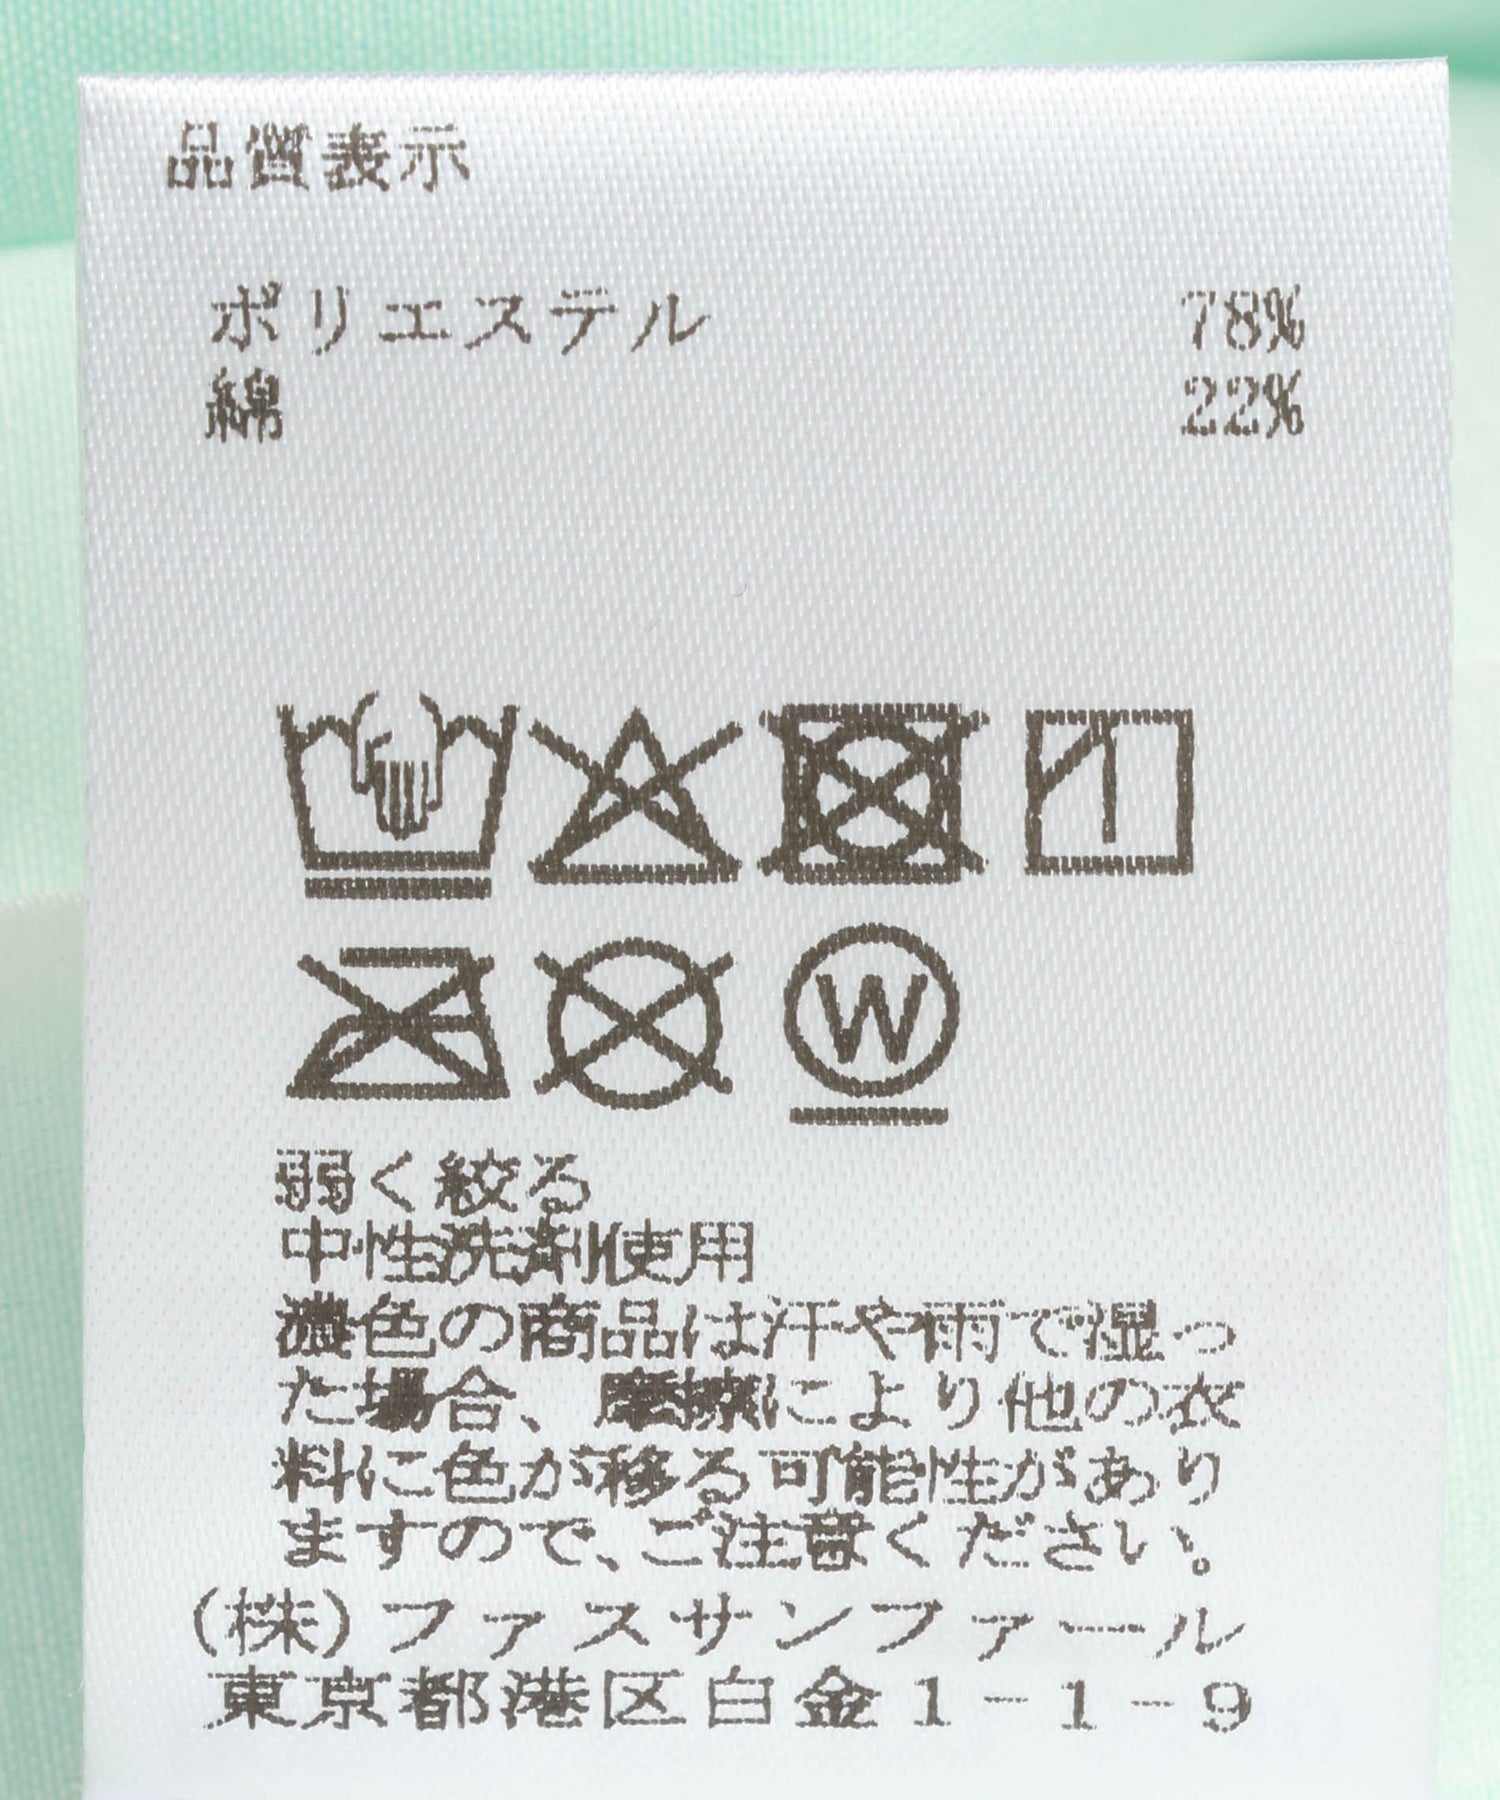 品質表示
ポリエステル 78%
綿 22%
W
弱く絞る
中性洗剤使用
濃色の商品は汗や雨で湿っ
た場合、摩擦により他の衣
料に色が移る可能性があり
ますので、ご注意ください。
(株)ファスサンファール
東京都港区白金1-1-9